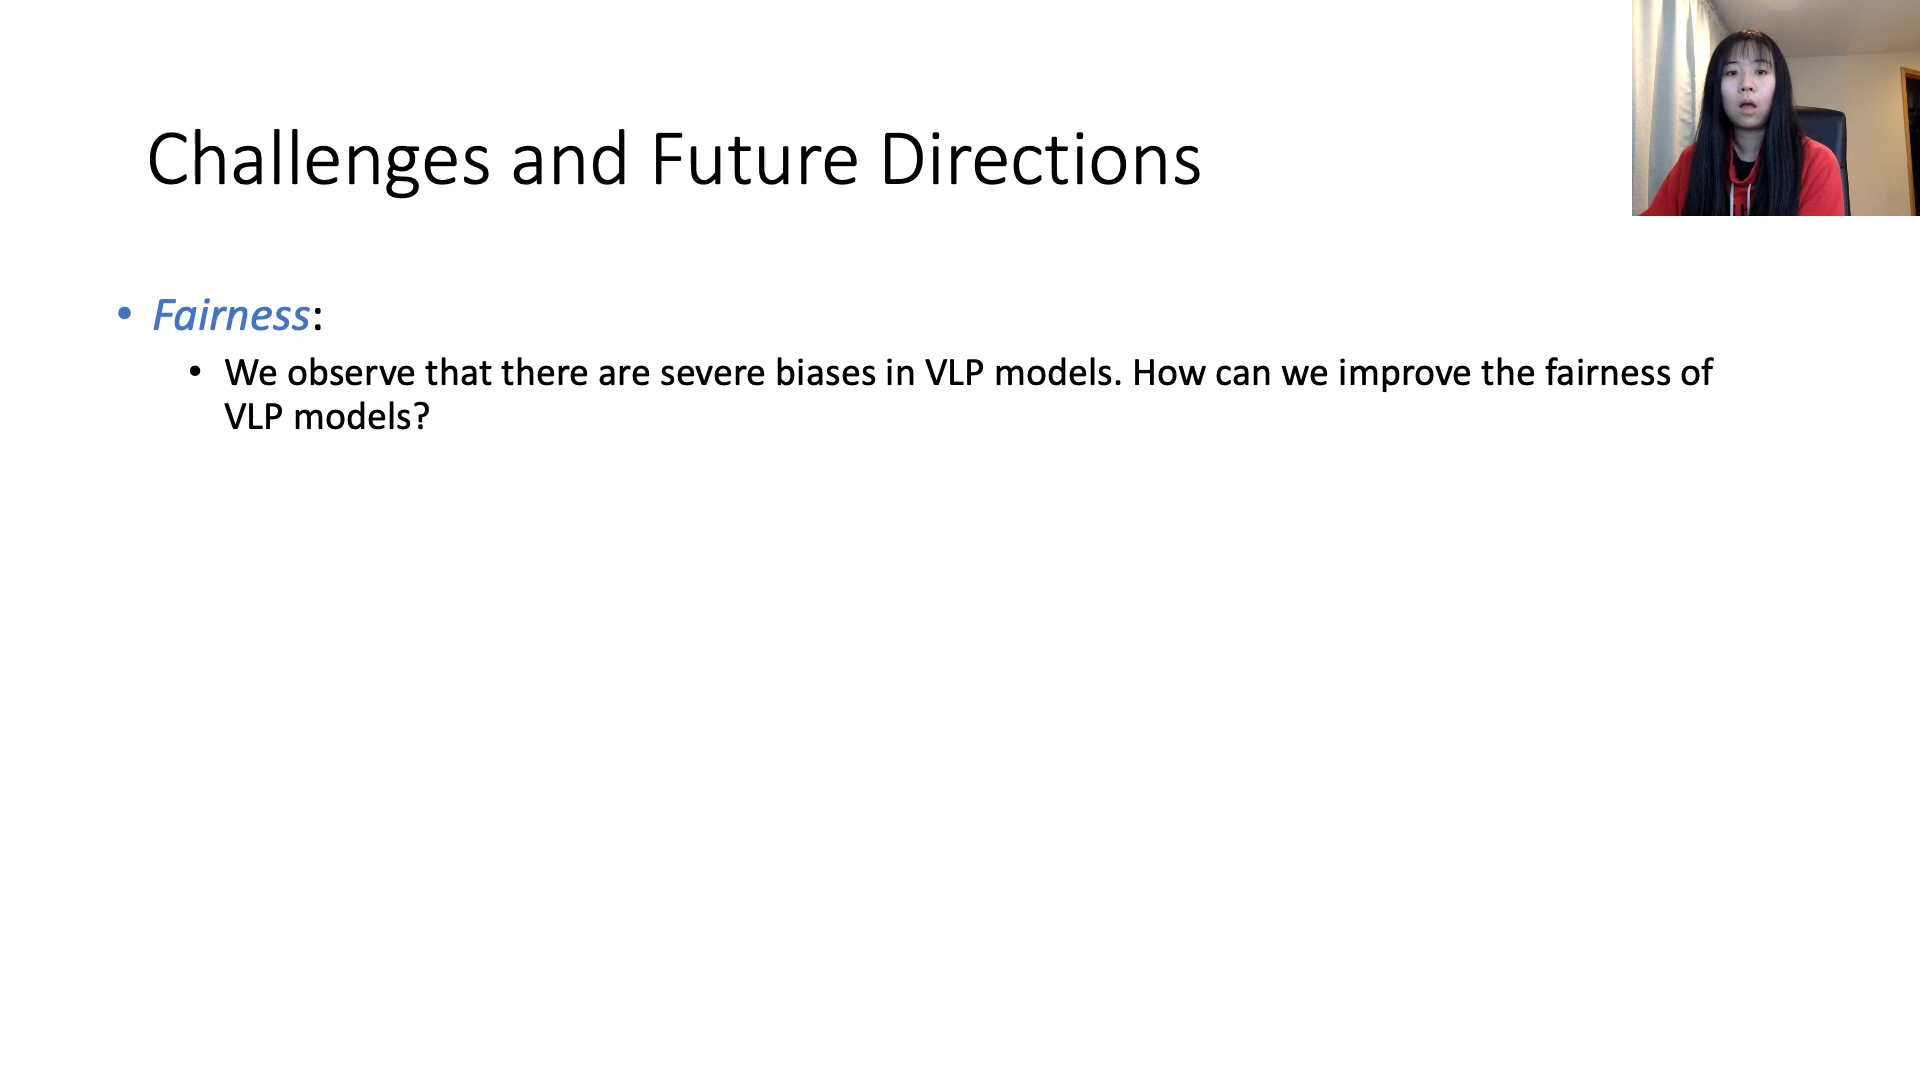 Challenges and Future Directions
• Fairness:
• We observe that there are severe biases in VLP models. How can we improve the fairness of
VLP models?